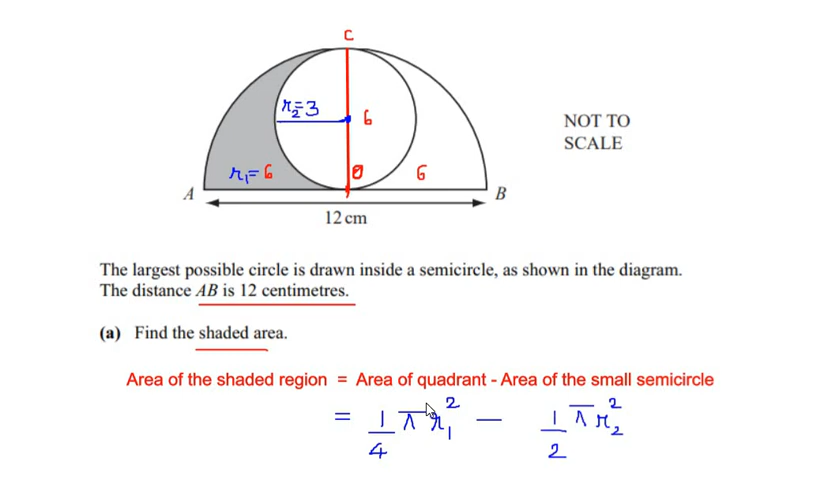 C
r₂=3
6
NOT TO
SCALE
r₁= 6
O
6
A
B
12 cm
The largest possible circle is drawn inside a semicircle, as shown in the diagram.
The distance AB is 12 centimetres.
(a) Find the shaded area.
Area of the shaded region = Area of quadrant - Area of the small semicircle
= 1/4 π r₁² − 1/2 π r₂²